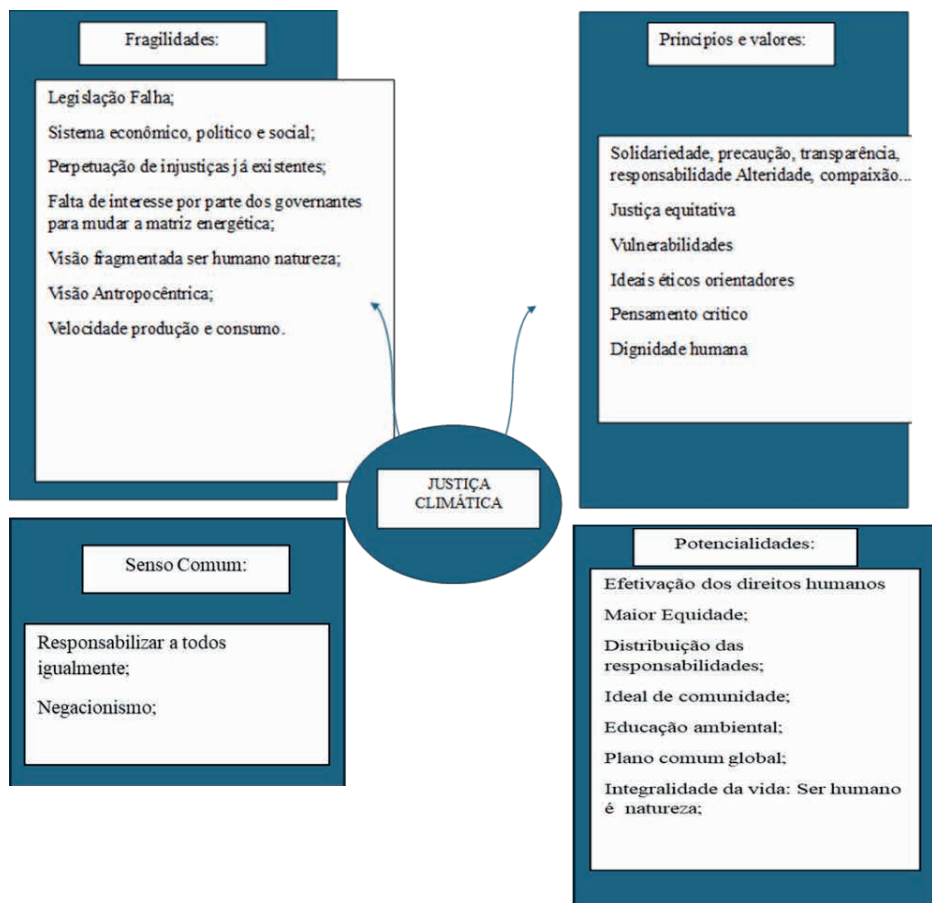 Fragilidades:
Legislação Falha;
Sistema econômico, politico e social;
Perpetuação de injustiças já existentes;
Falta de interesse por parte dos governantes
para mudar a matriz energética;
Visão fragmentada ser humano natureza;
Visão Antropocêntrica;
Velocidade produção e consumo.
Principios e valores:
Solidariedade, precaução, transparência,
responsabilidade Alteridade, compaixão...
Justiça equitativa
Vulnerabilidades
Ideais éticos orientadores
Pensamento critico
Dignidade humana
JUSTIÇA
CLIMÁTICA
Senso Comum:
Responsabilizar a todos
igualmente;
Negacionismo;
Potencialidades:
Efetivação dos direitos humanos
Maior Equidade;
Distribuição das
responsabilidades;
Ideal de comunidade;
Educação ambiental;
Plano comum global;
Integralidade da vida: Ser humano
é natureza;